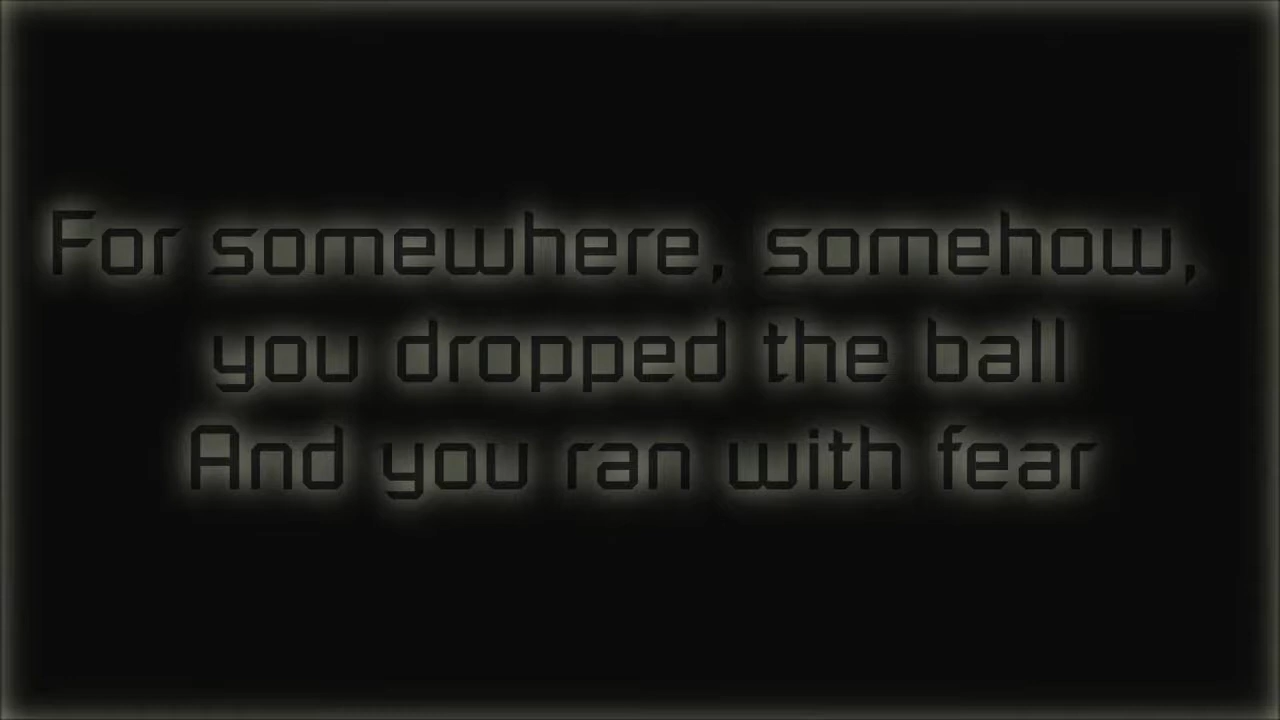 For somewhere, somehow,
you dropped the ball
And you ran with fear